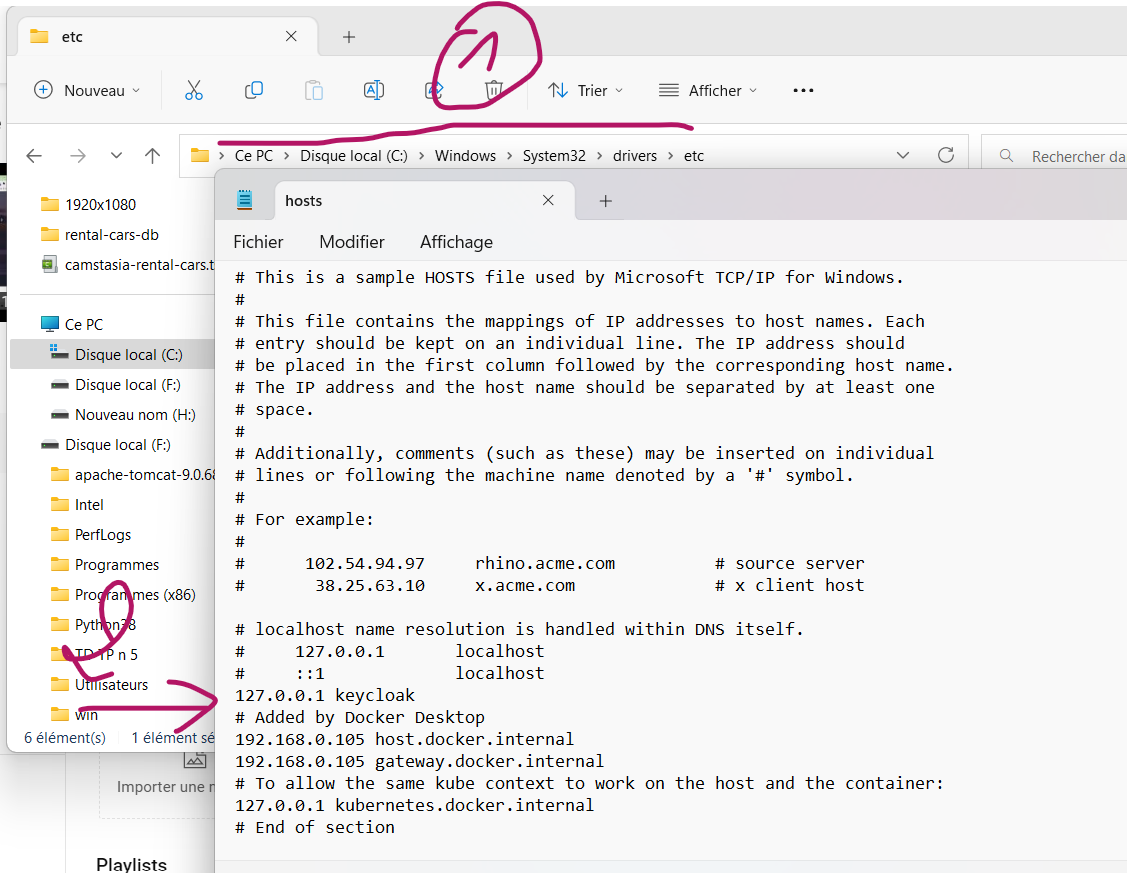 etc
1
Nouveau
Trier
Afficher
Ce PC > Disque local (C:) > Windows > System32 > drivers > etc
Rechercher da
1920x1080
rental-cars-db
camstasia-rental-cars.t
Ce PC
Disque local (C:)
Disque local (F:)
Nouveau nom (H:)
Disque local (F:)
apache-tomcat-9.0.68
Intel
PerfLogs
Programmes
Programmes (x86)
Python38
TD TP n 5
Utilisateurs
win
2
6 élément(s)
1 élément sé
hosts
Fichier
Modifier
Affichage
# This is a sample HOSTS file used by Microsoft TCP/IP for Windows.
#
# This file contains the mappings of IP addresses to host names. Each
# entry should be kept on an individual line. The IP address should
# be placed in the first column followed by the corresponding host name.
# The IP address and the host name should be separated by at least one
# space.
#
# Additionally, comments (such as these) may be inserted on individual
# lines or following the machine name denoted by a '#' symbol.
#
# For example:
#
#      102.54.94.97     rhino.acme.com          # source server
#       38.25.63.10     x.acme.com              # x client host
# localhost name resolution is handled within DNS itself.
#     127.0.0.1       localhost
#     ::1             localhost
127.0.0.1 keycloak
# Added by Docker Desktop
192.168.0.105 host.docker.internal
192.168.0.105 gateway.docker.internal
# To allow the same kube context to work on the host and the container:
127.0.0.1 kubernetes.docker.internal
# End of section
Importer une
Playlists